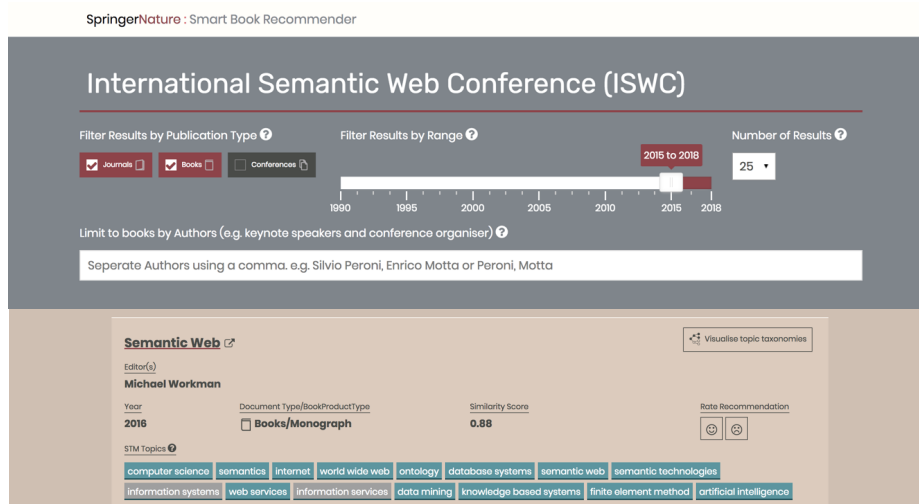 SpringerNature : Smart Book Recommender
International Semantic Web Conference (ISWC)
Filter Results by Publication Type ?
Filter Results by Range ?
Number of Results ?
Journals
Books
Conferences
2015 to 2018
25
1990 1995 2000 2005 2010 2015 2018
Limit to books by Authors (e.g. keynote speakers and conference organiser) ?
Seperate Authors using a comma. e.g. Silvio Peroni, Enrico Motta or Peroni, Motta
Semantic Web
Visualise topic taxonomies
Editor(s)
Michael Workman
Year Document Type/BookProductType Similarity Score Rate Recommendation
2016 Books/Monograph 0.88
STM Topics ?
computer science semantics internet world wide web ontology database systems semantic web semantic technologies
information systems web services information services data mining knowledge based systems finite element method artificial intelligence